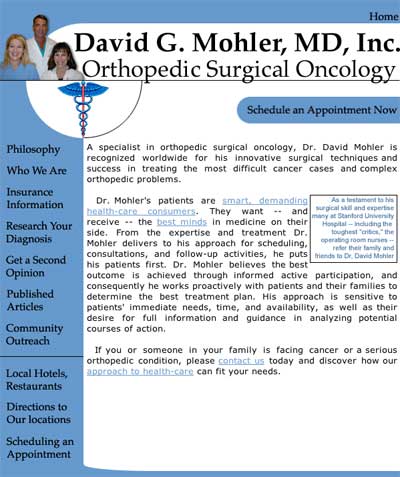 Home
David G. Mohler, MD, Inc.
Orthopedic Surgical Oncology
Schedule an Appointment Now
Philosophy
Who We Are
Insurance
Information
Research Your
Diagnosis
Get a Second
Opinion
Published
Articles
Community
Outreach
Local Hotels,
Restaurants
Directions to
Our locations
Scheduling an
Appointment
A specialist in orthopedic surgical oncology, Dr. David Mohler is
recognized worldwide for his innovative surgical techniques and
success in treating the most difficult cancer cases and complex
orthopedic problems.
Dr. Mohler's patients are smart, demanding
health-care consumers. They want -- and
receive -- the best minds in medicine on their
side. From the expertise and treatment Dr.
Mohler delivers to his approach for scheduling,
consultations, and follow-up activities, he puts
his patients first. Dr. Mohler believes the best
outcome is achieved through informed active participation, and
consequently he works proactively with patients and their families to
determine the best treatment plan. His approach is sensitive to
patients' immediate needs, time, and availability, as well as their
desire for full information and guidance in analyzing potential
courses of action.
As a testament to his
surgical skill and expertise
many at Stanford University
Hospital -- including the
toughest "critics," the
operating room nurses --
refer their family and
friends to Dr, David Mohler
If you or someone in your family is facing cancer or a serious
orthopedic condition, please contact us today and discover how our
approach to health-care can fit your needs.